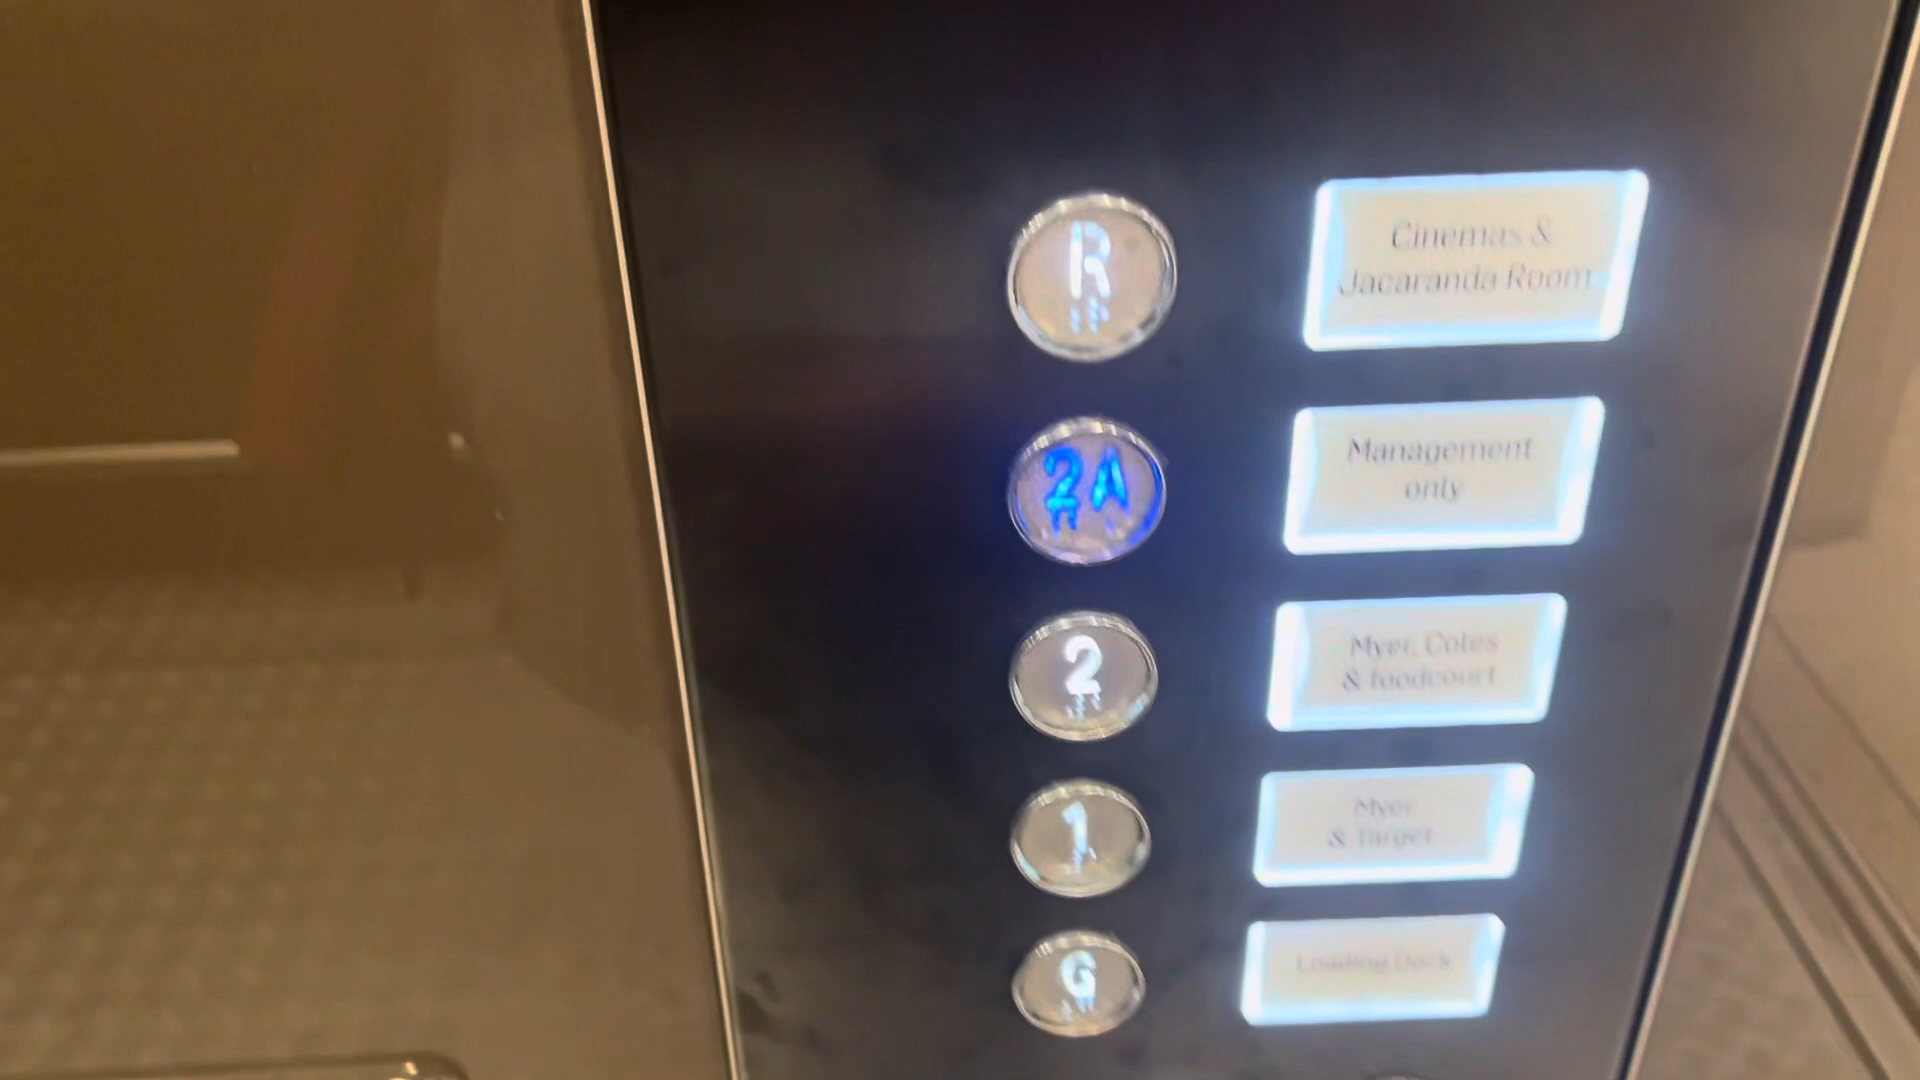 R
Cinemas &
Jacaranda Room
2A
Management
only
2
Myer, Coles
& foodcourt
1
Myer
& Target
G
Loading Dock